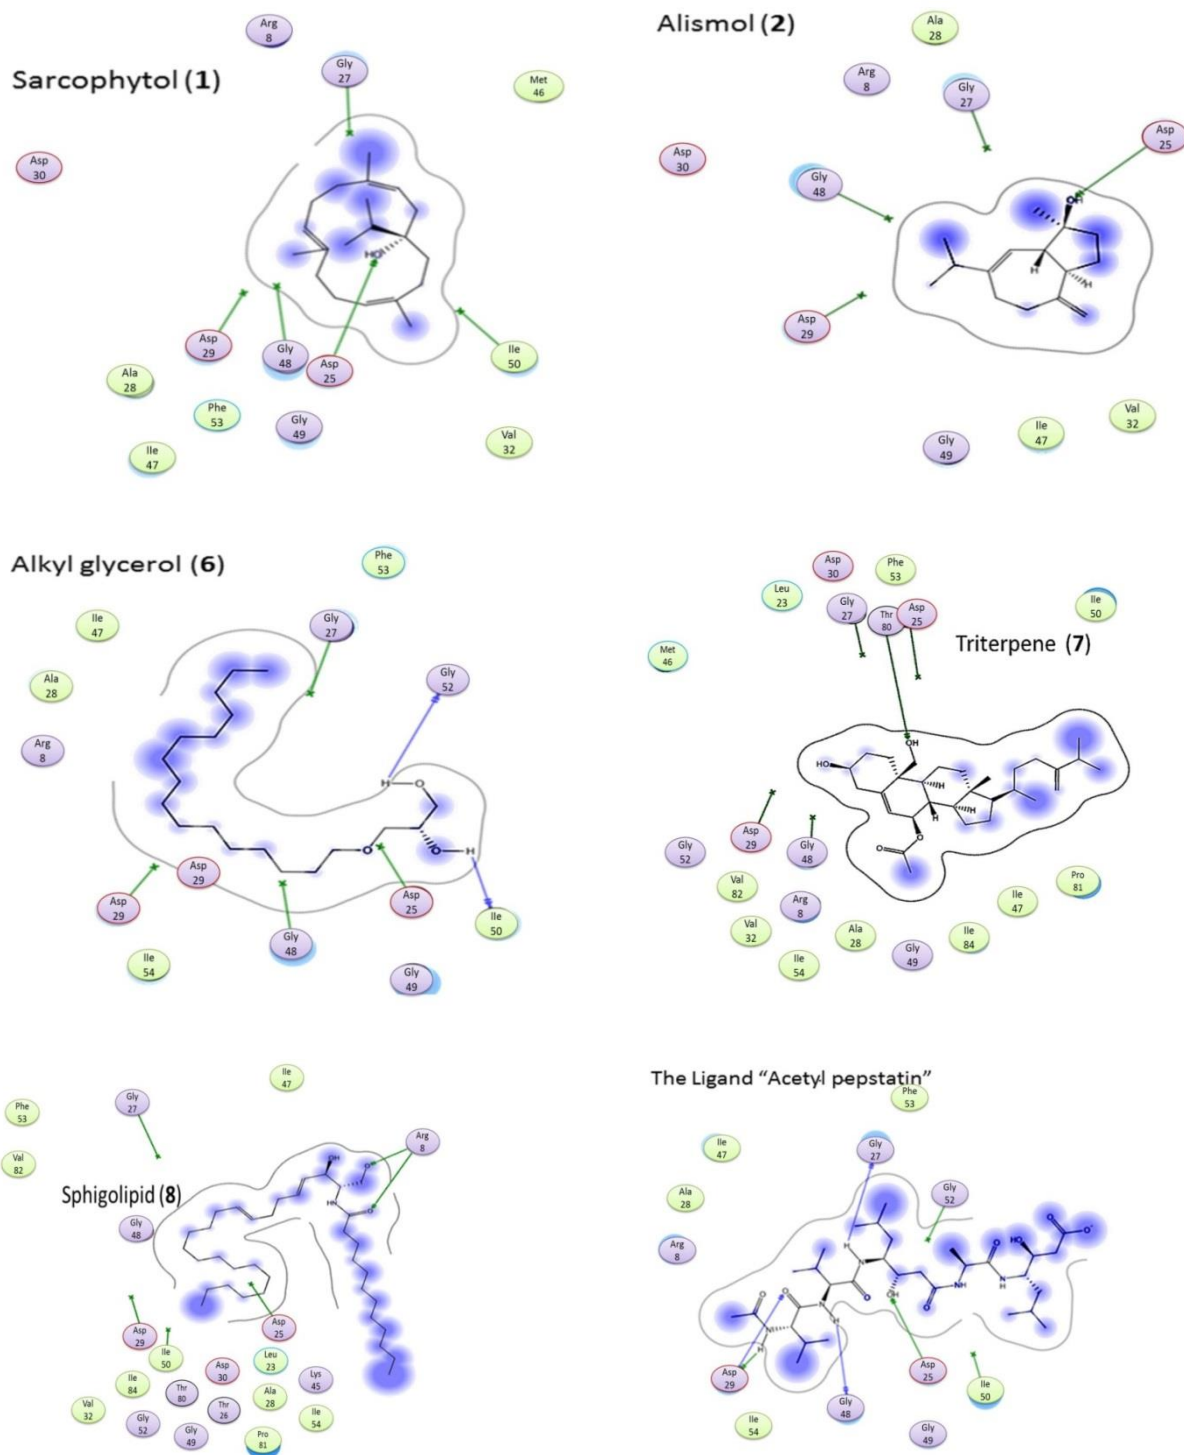 Sarcophytol (1)
Arg
8
Gly
27
Met
46
Asp
30
HO
Asp
29
Gly
48
Asp
25
Ile
50
Ala
28
Phe
53
Gly
49
Ile
47
Val
32
Alismol (2)
Ala
28
Arg
8
Gly
27
Asp
25
Asp
30
Gly
48
OH
H
H
Asp
29
Val
32
Ile
47
Gly
49
Alkyl glycerol (6)
Phe
53
Ile
47
Gly
27
Gly
52
Ala
28
Arg
8
H
O
O
O
H
Asp
29
Asp
29
Asp
25
Ile
50
Gly
48
Ile
54
Gly
49
Asp
30
Phe
53
Leu
23
Gly
27
Thr
80
Asp
25
Ile
50
Triterpene (7)
Met
46
OH
HO
H
H
H
O
O
Asp
29
Gly
48
Gly
52
Val
82
Arg
8
Pro
81
Ile
47
Val
32
Ala
28
Ile
84
Gly
49
Ile
54
Ile
47
Gly
27
Phe
53
Arg
8
Val
82
OH
O
Sphigolipid (8)
HN
O
Gly
48
Asp
29
Asp
25
Ile
50
Leu
23
Asp
30
Lys
45
Ile
84
Thr
80
Ala
28
Val
32
Thr
26
Ile
54
Gly
52
Gly
49
Pro
81
The Ligand "Acetyl pepstatin"
Phe
53
Ile
47
Gly
27
Ala
28
Gly
52
Arg
8
HO
O
O-
O
O
H
N
O
OH
O
NH
N
H
O
O
N
H
N
H
Asp
29
Asp
25
Ile
50
Gly
48
Ile
54
Gly
49